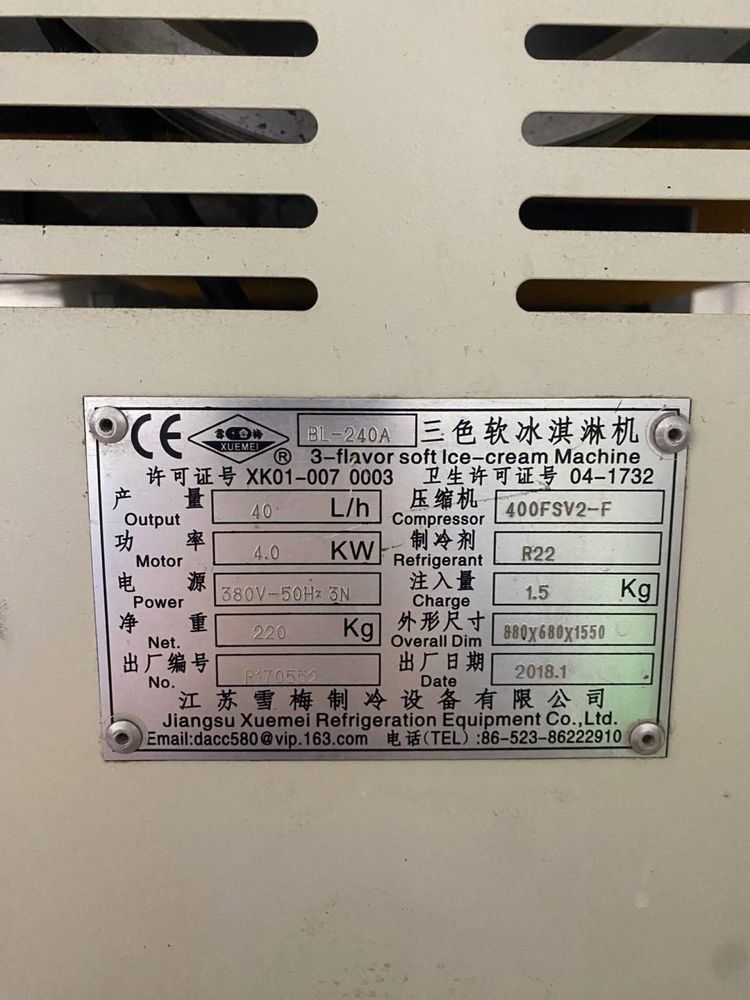 CE 雪梅 XUEMEI ® BL-240A 三色软冰淇淋机
3-flavor soft Ice-cream Machine
许可证号 XK01-007 0003 卫生许可证号 04-1732
产量 Output 40 L/h 压缩机 Compressor 400FSV2-F
功率 Motor 4.0 KW 制冷剂 Refrigerant R22
电源 Power 380V-50Hz 3N 注入量 Charge 1.5 Kg
净重 Net. 220 Kg 外形尺寸 Overall Dim 880X680X1550
出厂编号 No. R170552 出厂日期 Date 2018.1
江苏雪梅制冷设备有限公司
Jiangsu Xuemei Refrigeration Equipment Co.,Ltd.
Email:dacc580@vip.163.com 电话(TEL):86-523-86222910